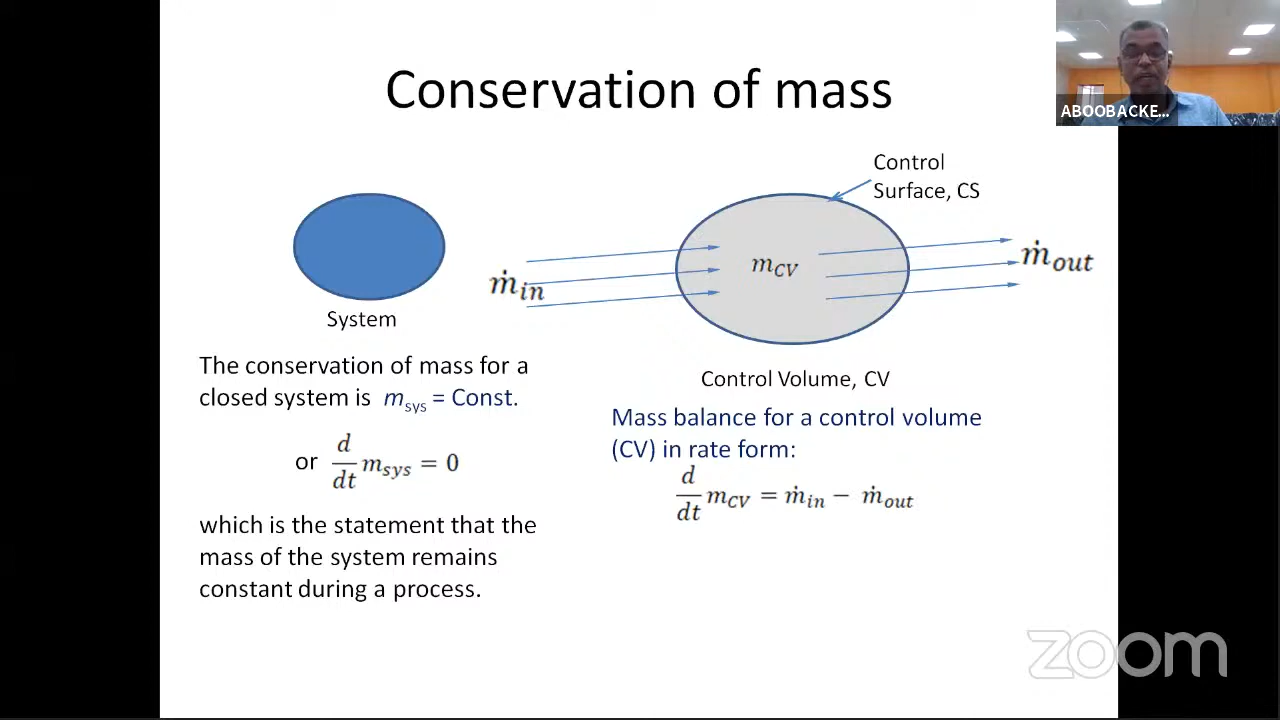 Conservation of mass
ABOOBACKE...
Control
Surface, CS
ṁ_in
m_CV
ṁ_out
System
Control Volume, CV
The conservation of mass for a
closed system is m_sys = Const.
or d/dt m_sys = 0
which is the statement that the
mass of the system remains
constant during a process.
Mass balance for a control volume
(CV) in rate form:
d/dt m_CV = ṁ_in − ṁ_out
zoom